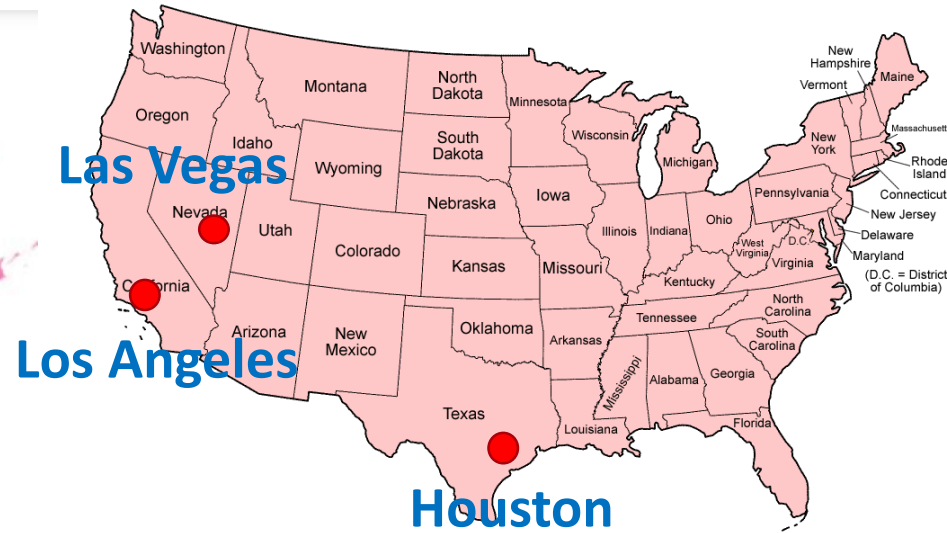 Washington
Montana
North
Dakota
Minnesota
New
Hampshire
Vermont
Maine
Oregon
Idaho
Wyoming
South
Dakota
Wisconsin
Michigan
New
York
Massachusett
Rhode
Island
Connecticut
New Jersey
Delaware
Maryland
(D.C. = District
of Columbia)
Las Vegas
Nevada
Utah
Colorado
Nebraska
Iowa
Illinois
Indiana
Ohio
Pennsylvania
West
Virginia
D.C.
Virginia
Kansas
Missouri
Kentucky
California
Los Angeles
Arizona
New
Mexico
Oklahoma
Arkansas
Tennessee
North
Carolina
South
Carolina
Mississippi
Alabama
Georgia
Texas
Louisiana
Florida
Houston